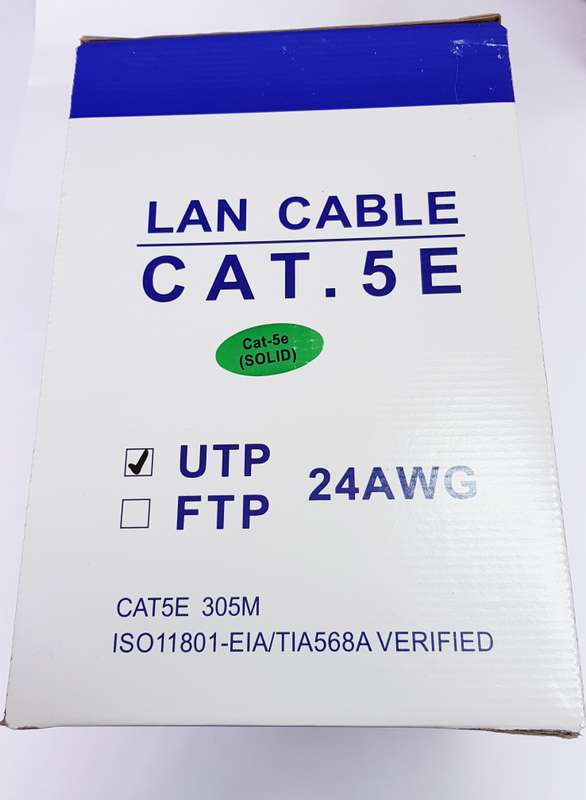 LAN CABLE
CAT.5E
Cat-5e
(SOLID)
UTP
FTP
24AWG
CAT5E 305M
ISO11801-EIA/TIA568A VERIFIED